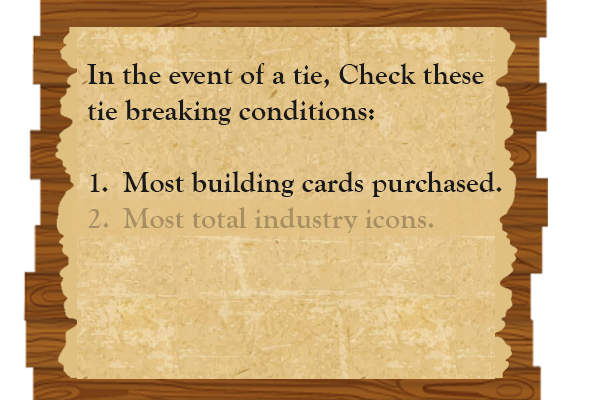 In the event of a tie, Check these
tie breaking conditions:
1. Most building cards purchased.
2. Most total industry icons.